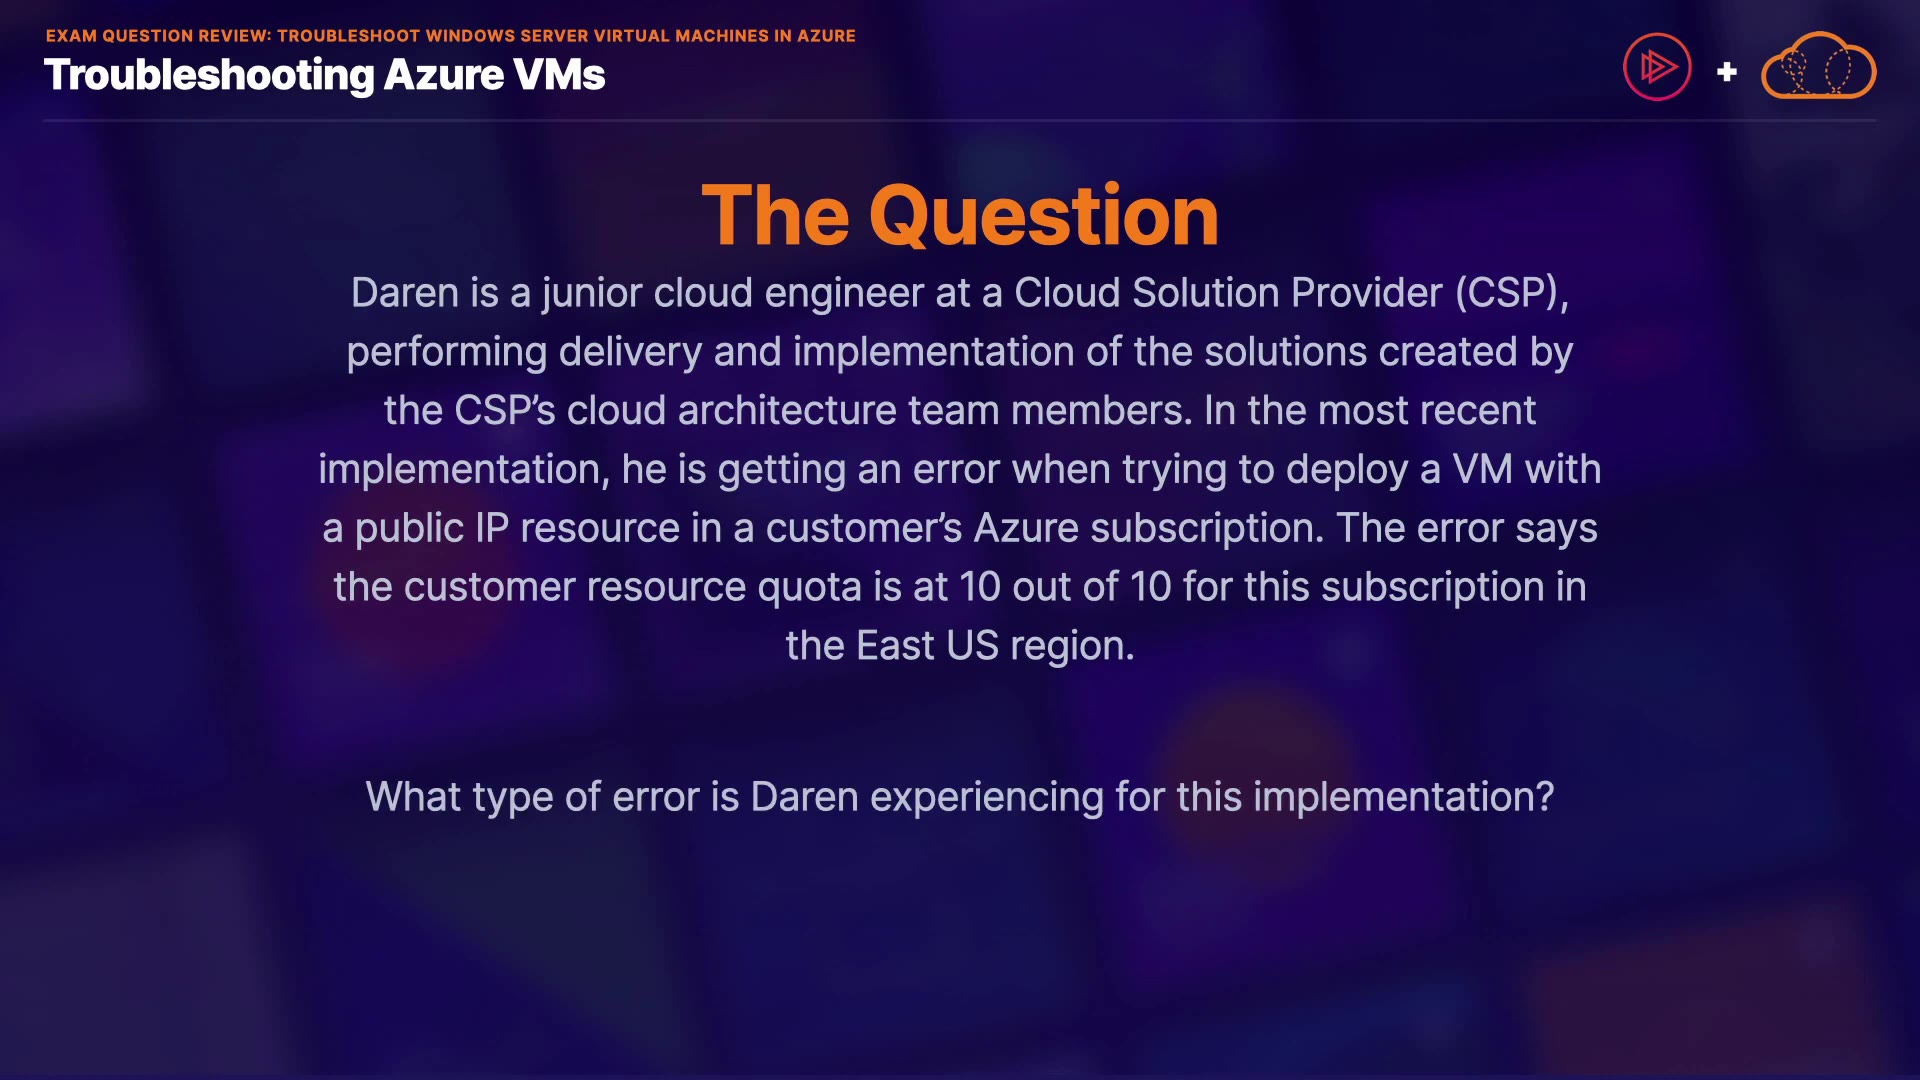 EXAM QUESTION REVIEW: TROUBLESHOOT WINDOWS SERVER VIRTUAL MACHINES IN AZURE
Troubleshooting Azure VMs
The Question
Daren is a junior cloud engineer at a Cloud Solution Provider (CSP),
performing delivery and implementation of the solutions created by
the CSP’s cloud architecture team members. In the most recent
implementation, he is getting an error when trying to deploy a VM with
a public IP resource in a customer’s Azure subscription. The error says
the customer resource quota is at 10 out of 10 for this subscription in
the East US region.
What type of error is Daren experiencing for this implementation?